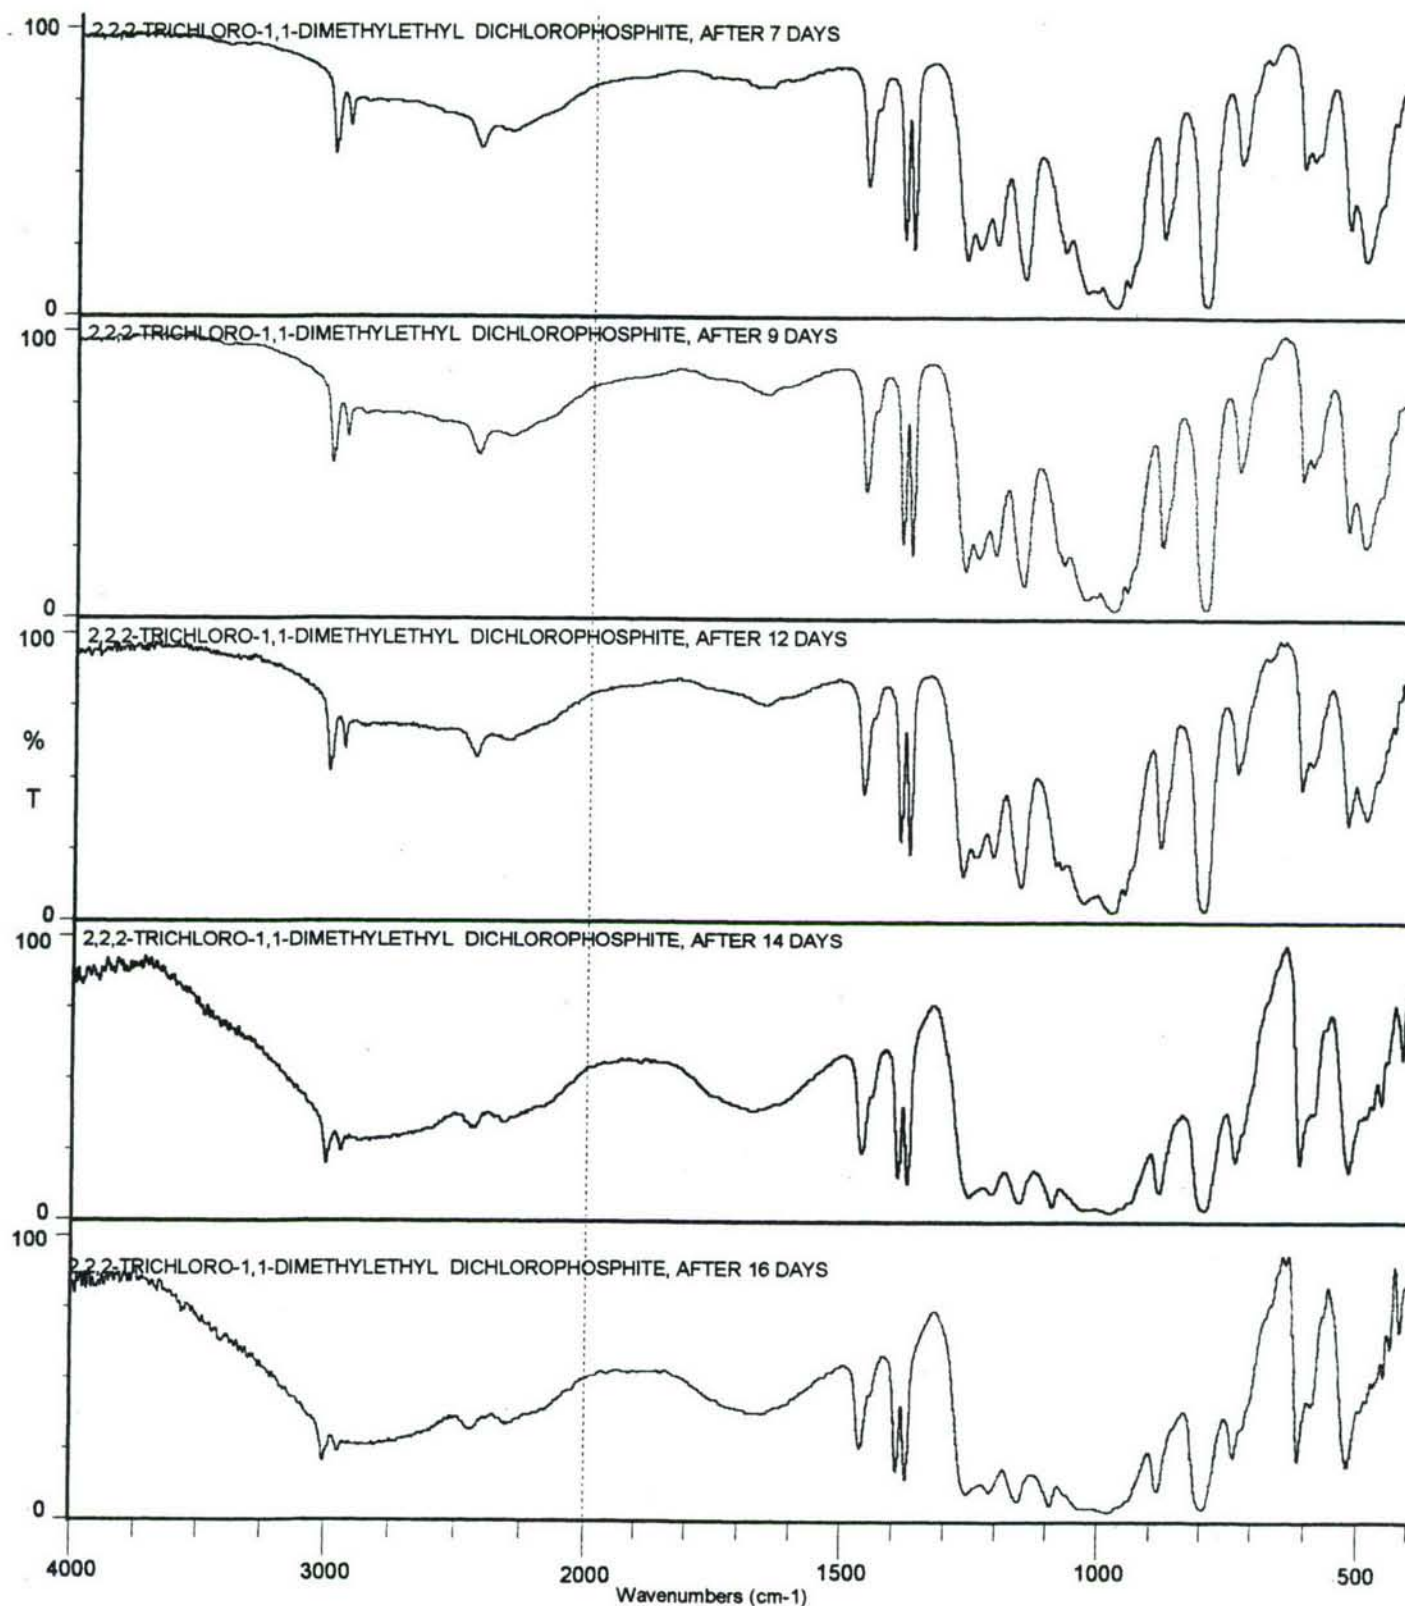 100 2,2,2-TRICHLORO-1,1-DIMETHYLETHYL DICHLOROPHOSPHITE, AFTER 7 DAYS
0
100 2,2,2-TRICHLORO-1,1-DIMETHYLETHYL DICHLOROPHOSPHITE, AFTER 9 DAYS
0
100 2,2,2-TRICHLORO-1,1-DIMETHYLETHYL DICHLOROPHOSPHITE, AFTER 12 DAYS
%
T
0
100 2,2,2-TRICHLORO-1,1-DIMETHYLETHYL DICHLOROPHOSPHITE, AFTER 14 DAYS
0
100
2,2,2-TRICHLORO-1,1-DIMETHYLETHYL DICHLOROPHOSPHITE, AFTER 16 DAYS
0
4000 3000 2000 1500 1000 500
Wavenumbers (cm-1)